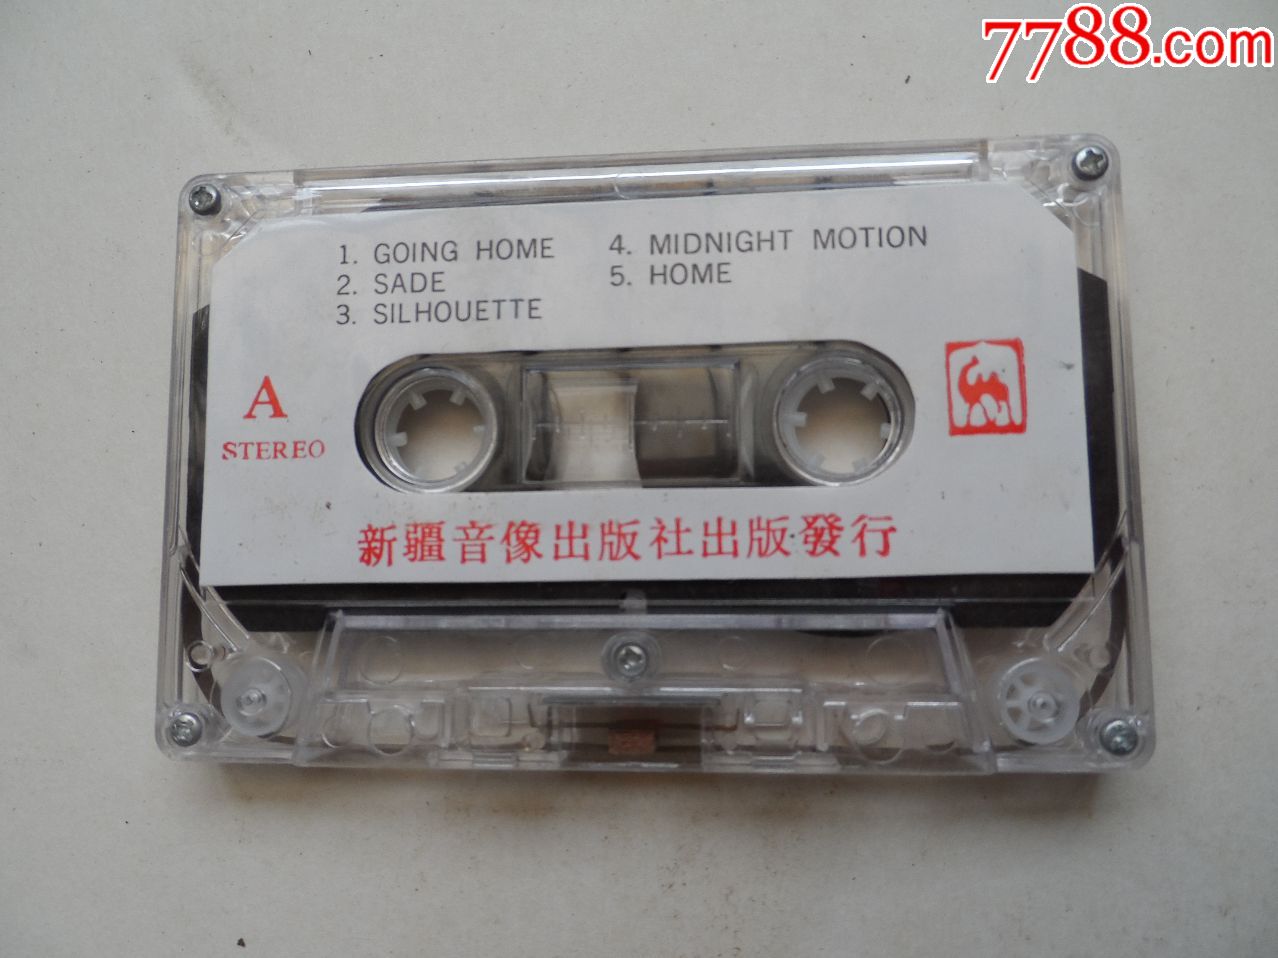 7788.com
1. GOING HOME
2. SADE
3. SILHOUETTE
4. MIDNIGHT MOTION
5. HOME
A
STEREO
新疆音像出版社出版發行